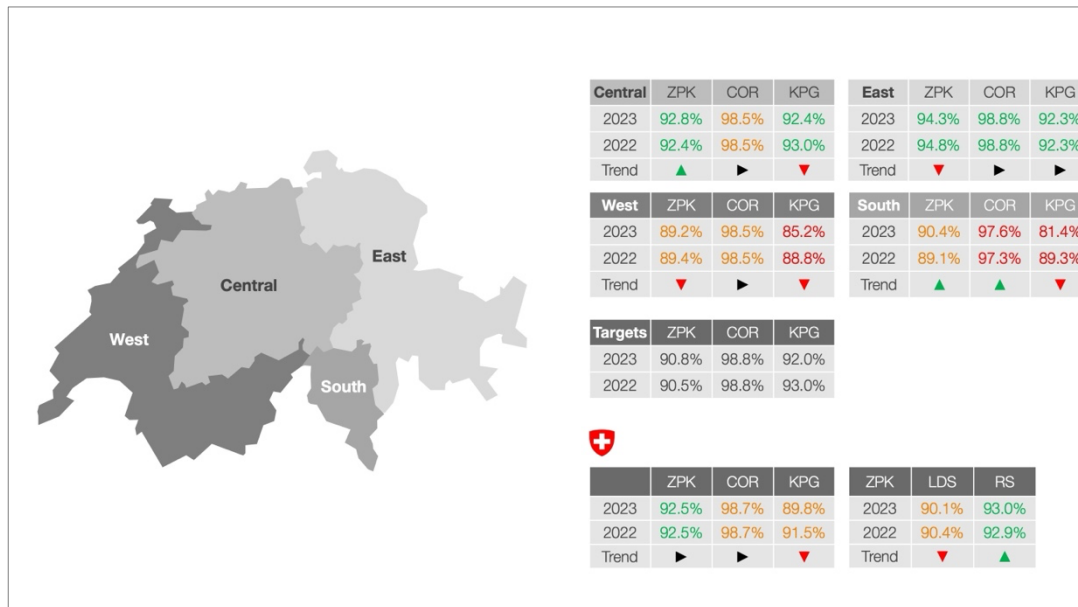 Central ZPK COR KPG
2023 92.8% 98.5% 92.4%
2022 92.4% 98.5% 93.0%
Trend ▲ ► ▼
East ZPK COR KPG
2023 94.3% 98.8% 92.3%
2022 94.8% 98.8% 92.3%
Trend ▼ ► ►
West ZPK COR KPG
2023 89.2% 98.5% 85.2%
2022 89.4% 98.5% 88.8%
Trend ▼ ► ▼
South ZPK COR KPG
2023 90.4% 97.6% 81.4%
2022 89.1% 97.3% 89.3%
Trend ▲ ▲ ▼
East
Central
West
South
Targets ZPK COR KPG
2023 90.8% 98.8% 92.0%
2022 90.5% 98.8% 93.0%
ZPK COR KPG
2023 92.5% 98.7% 89.8%
2022 92.5% 98.7% 91.5%
Trend ► ► ▼
ZPK LDS RS
2023 90.1% 93.0%
2022 90.4% 92.9%
Trend ▼ ▲